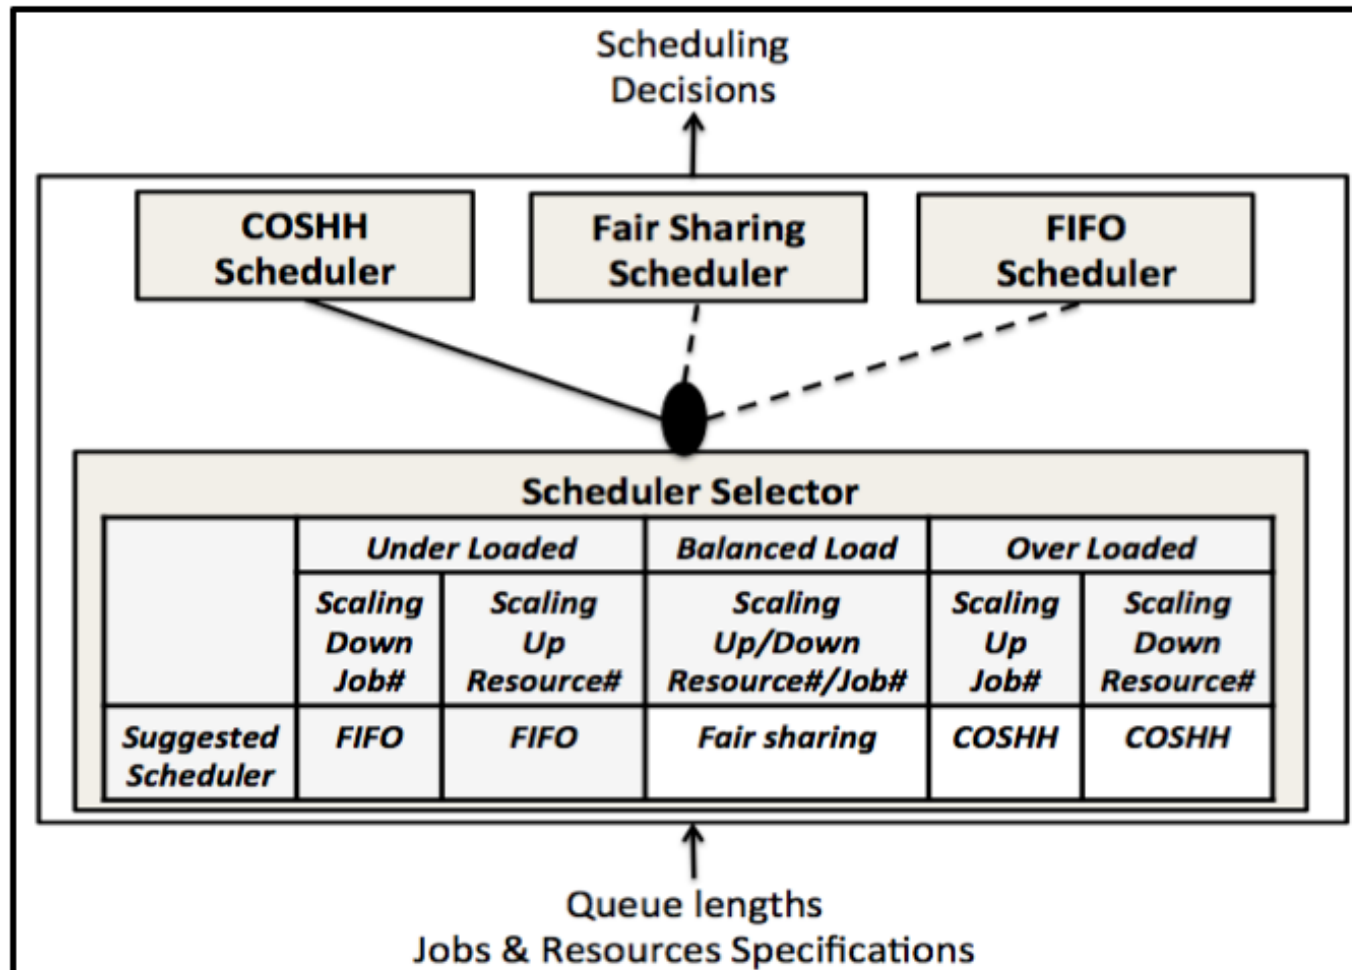 Scheduling
Decisions
COSHH
Scheduler
Fair Sharing
Scheduler
FIFO
Scheduler
Scheduler Selector
Under Loaded
Balanced Load
Over Loaded
Scaling
Down
Job#
Scaling
Up
Resource#
Scaling
Up/Down
Resource#/Job#
Scaling
Up
Job#
Scaling
Down
Resource#
Suggested
Scheduler
FIFO
FIFO
Fair sharing
COSHH
COSHH
Queue lengths
Jobs & Resources Specifications